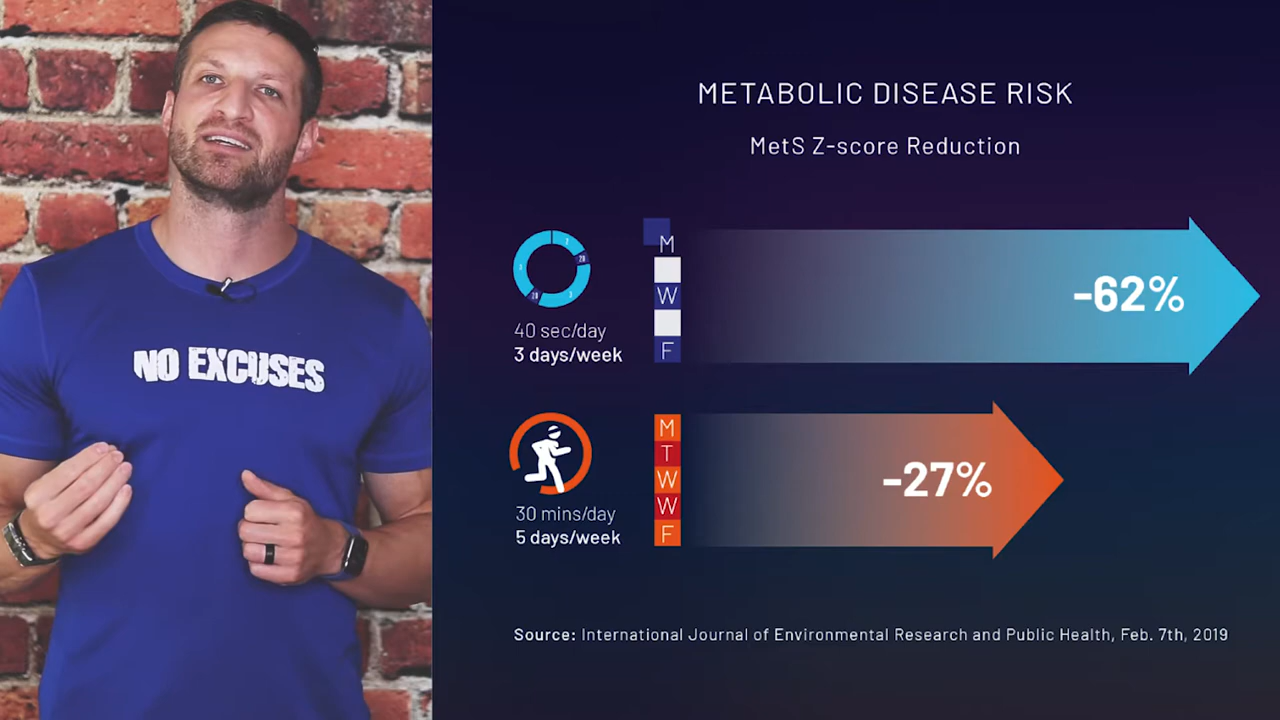 NO EXCUSES
METABOLIC DISEASE RISK
MetS Z-score Reduction
40 sec/day
3 days/week
M
W
F
-62%
30 mins/day
5 days/week
M
T
W
W
F
-27%
Source: International Journal of Environmental Research and Public Health, Feb. 7th, 2019